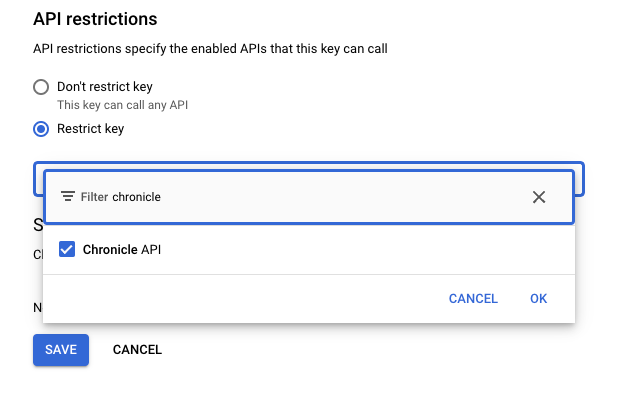 API restrictions
API restrictions specify the enabled APIs that this key can call
Don't restrict key
This key can call any API
Restrict key
Filter chronicle
Chronicle API
CANCEL OK
SAVE CANCEL